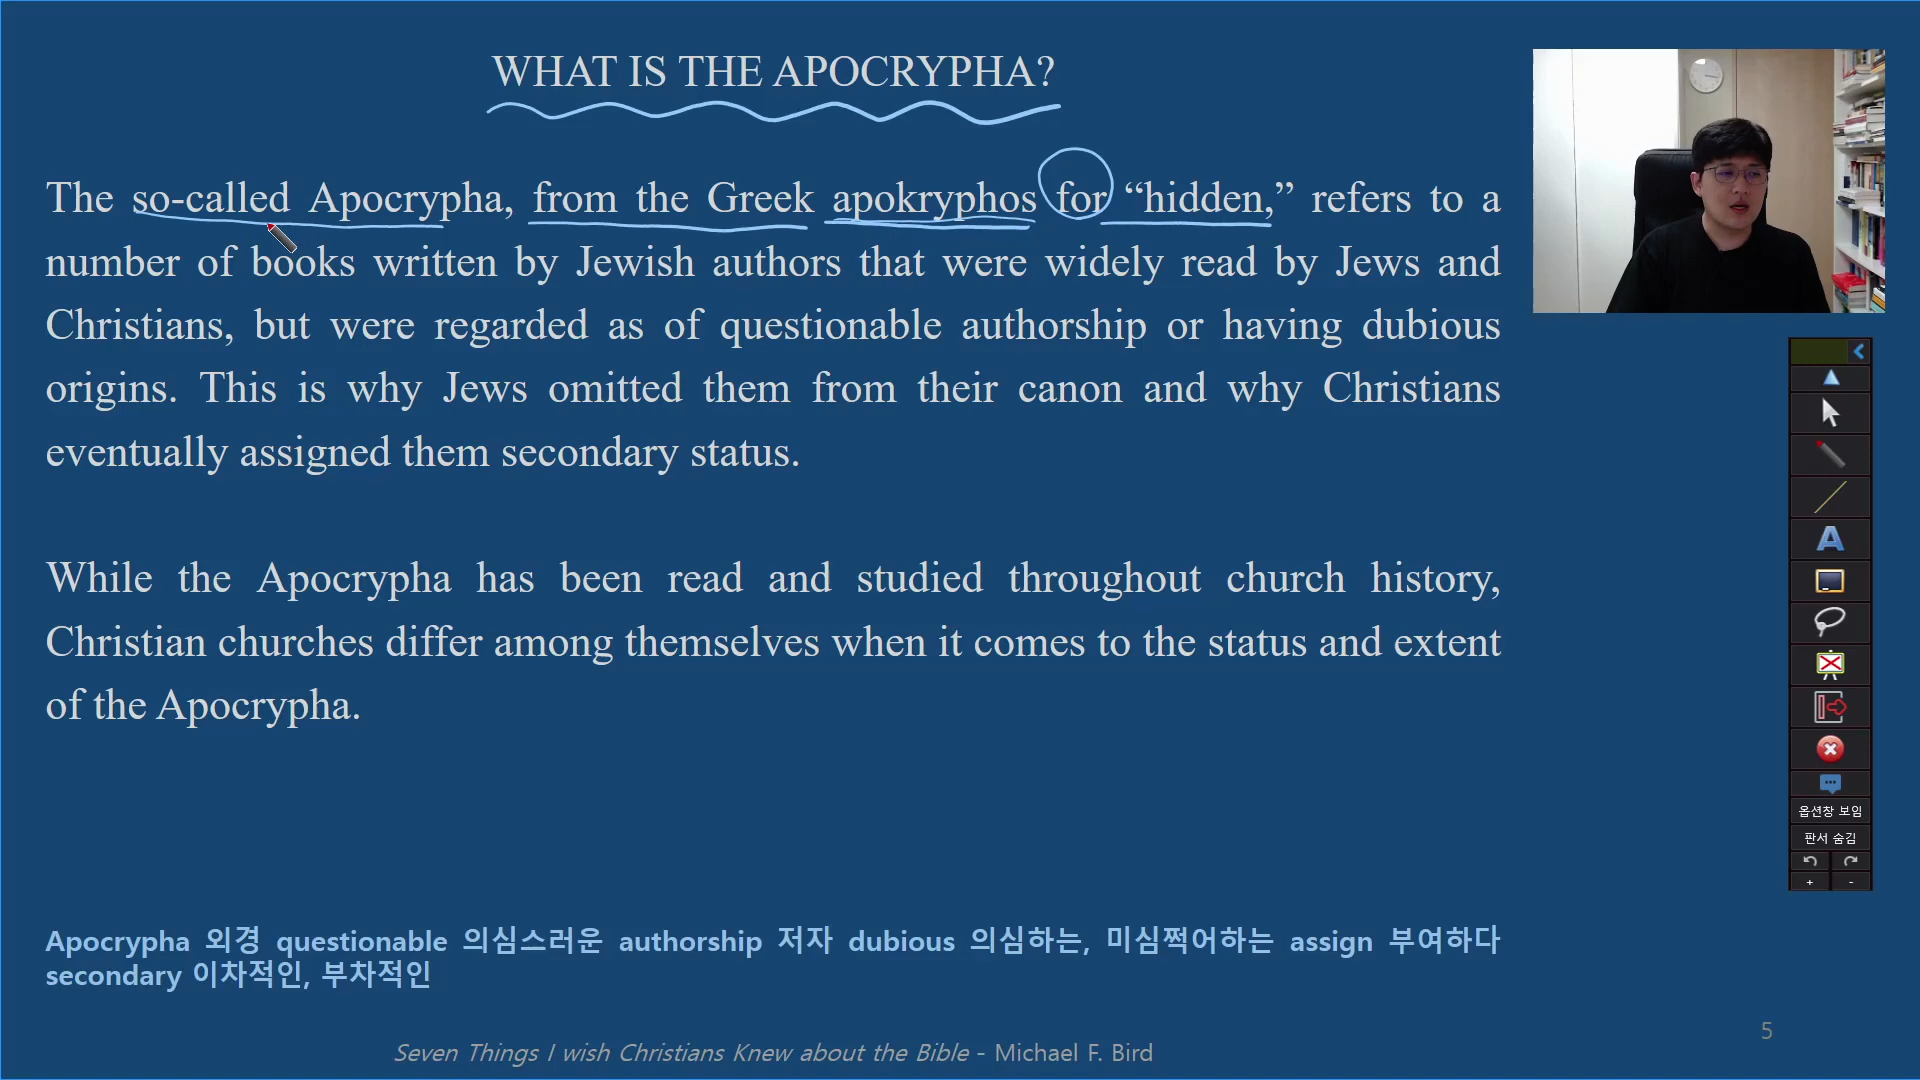 WHAT IS THE APOCRYPHA?
The so-called Apocrypha, from the Greek apokryphos for “hidden,” refers to a
number of books written by Jewish authors that were widely read by Jews and
Christians, but were regarded as of questionable authorship or having dubious
origins. This is why Jews omitted them from their canon and why Christians
eventually assigned them secondary status.
While the Apocrypha has been read and studied throughout church history,
Christian churches differ among themselves when it comes to the status and extent
of the Apocrypha.
Apocrypha 외경 questionable 의심스러운 authorship 저자 dubious 의심하는, 미심쩍어하는 assign 부여하다
secondary 이차적인, 부차적인
Seven Things I wish Christians Knew about the Bible - Michael F. Bird
5
A
옵션창 보임
판서 숨김
+ -